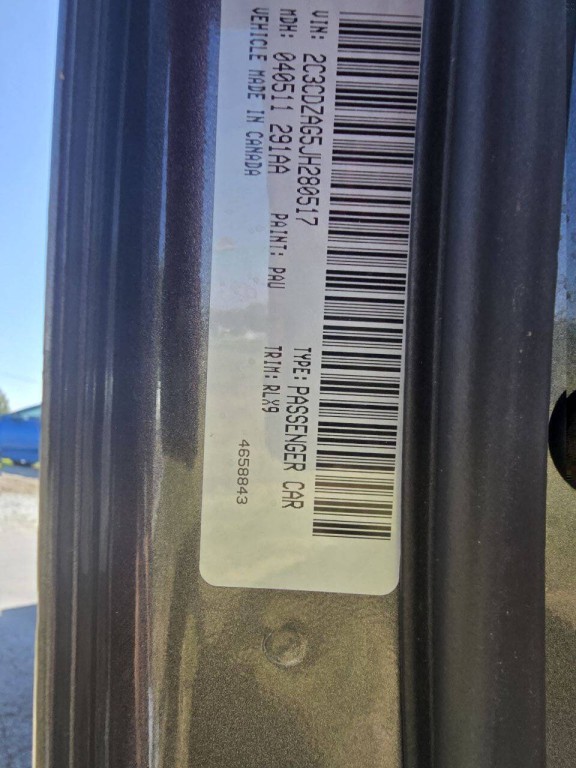 VIN: 2C3CDZAG5JH280517 TYPE: PASSENGER CAR
MDH: 040511 291AA PAINT: PAU TRIM: RLX9
VEHICLE MADE IN CANADA
4658843